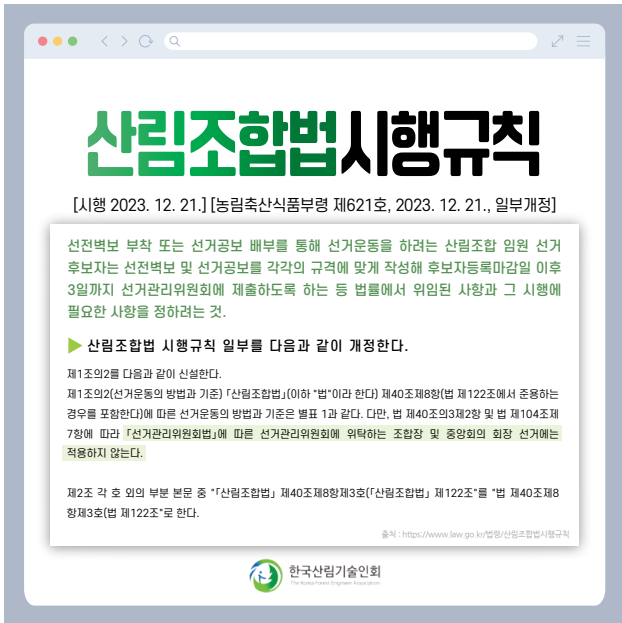 산림조합법시행규칙
[시행 2023. 12. 21.] [농림축산식품부령 제621호, 2023. 12. 21., 일부개정]
선전벽보 부착 또는 선거공보 배부를 통해 선거운동을 하려는 산림조합 임원 선거
후보자는 선전벽보 및 선거공보를 각각의 규격에 맞게 작성해 후보자등록마감일 이후
3일까지 선거관리위원회에 제출하도록 하는 등 법률에서 위임된 사항과 그 시행에
필요한 사항을 정하려는 것.
▶ 산림조합법 시행규칙 일부를 다음과 같이 개정한다.
제1조의2를 다음과 같이 신설한다.
제1조의2(선거운동의 방법과 기준) 「산림조합법」(이하 "법"이라 한다) 제40조제8항(법 제122조에서 준용하는
경우를 포함한다)에 따른 선거운동의 방법과 기준은 별표 1과 같다. 다만, 법 제40조의3제2항 및 법 제104조제
7항에 따라 「선거관리위원회법」에 따른 선거관리위원회에 위탁하는 조합장 및 중앙회의 회장 선거에는
적용하지 않는다.
제2조 각 호 외의 부분 본문 중 "「산림조합법」 제40조제8항제3호(「산림조합법」 제122조"를 "법 제40조제8
항제3호(법 제122조"로 한다.
출처 : https://www.law.go.kr/법령/산림조합법시행규칙
한국산림기술인회
The Korea Forest Engineer Association